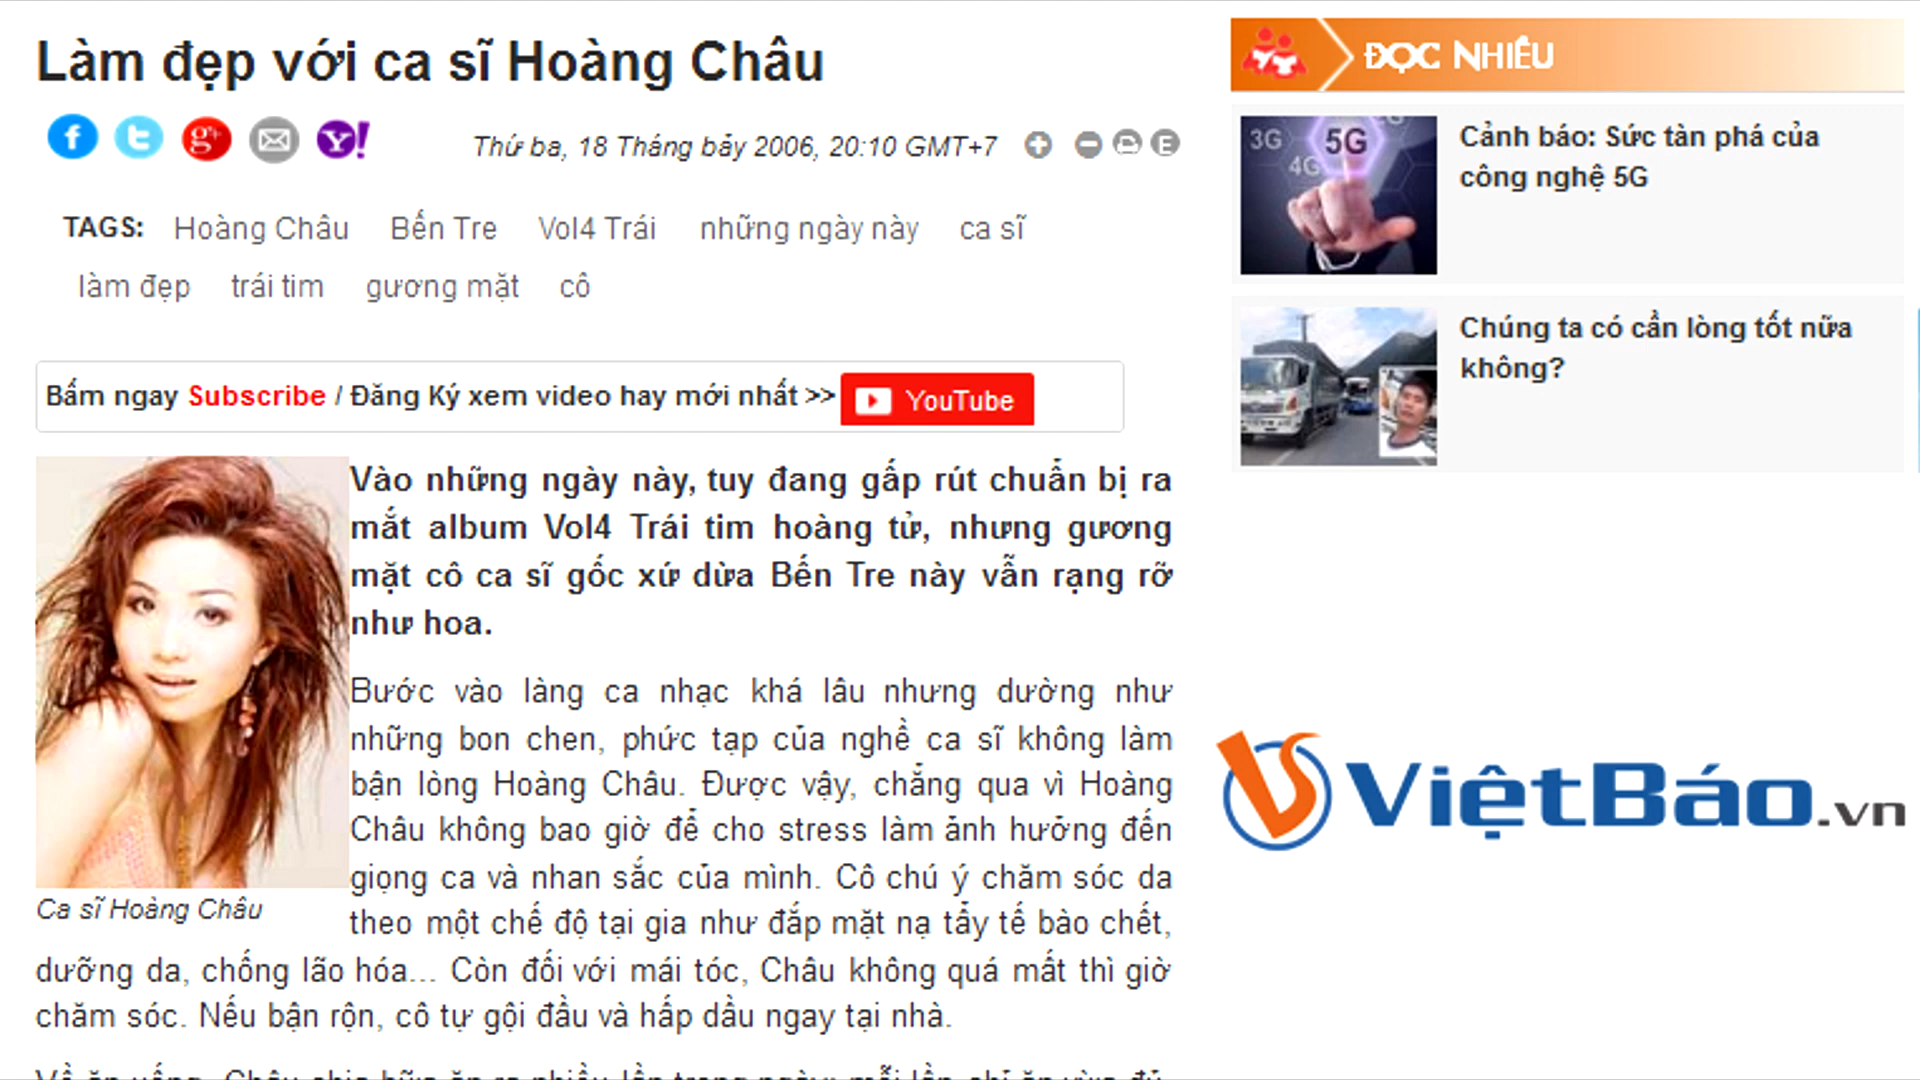 Làm đẹp với ca sĩ Hoàng Châu
Thứ ba, 18 Tháng bảy 2006, 20:10 GMT+7
TAGS: Hoàng Châu Bến Tre Vol4 Trái những ngày này ca sĩ
làm đẹp trái tim gương mặt cô
Bấm ngay Subscribe / Đăng Ký xem video hay mới nhất >> YouTube
Vào những ngày này, tuy đang gấp rút chuẩn bị ra
mắt album Vol4 Trái tim hoàng tử, nhưng gương
mặt cô ca sĩ gốc xứ dừa Bến Tre này vẫn rạng rỡ
như hoa.
Bước vào làng ca nhạc khá lâu nhưng dường như
những bon chen, phức tạp của nghề ca sĩ không làm
bận lòng Hoàng Châu. Được vậy, chẳng qua vì Hoàng
Châu không bao giờ để cho stress làm ảnh hưởng đến
giọng ca và nhan sắc của mình. Cô chú ý chăm sóc da
theo một chế độ tại gia như đắp mặt nạ tẩy tế bào chết,
Ca sĩ Hoàng Châu
dưỡng da, chống lão hóa... Còn đối với mái tóc, Châu không quá mất thì giờ
chăm sóc. Nếu bận rộn, cô tự gội đầu và hấp dầu ngay tại nhà.
ĐỌC NHIỀU
3G 4G 5G
Cảnh báo: Sức tàn phá của
công nghệ 5G
Chúng ta có cần lòng tốt nữa
không?
ViệtBáo.vn